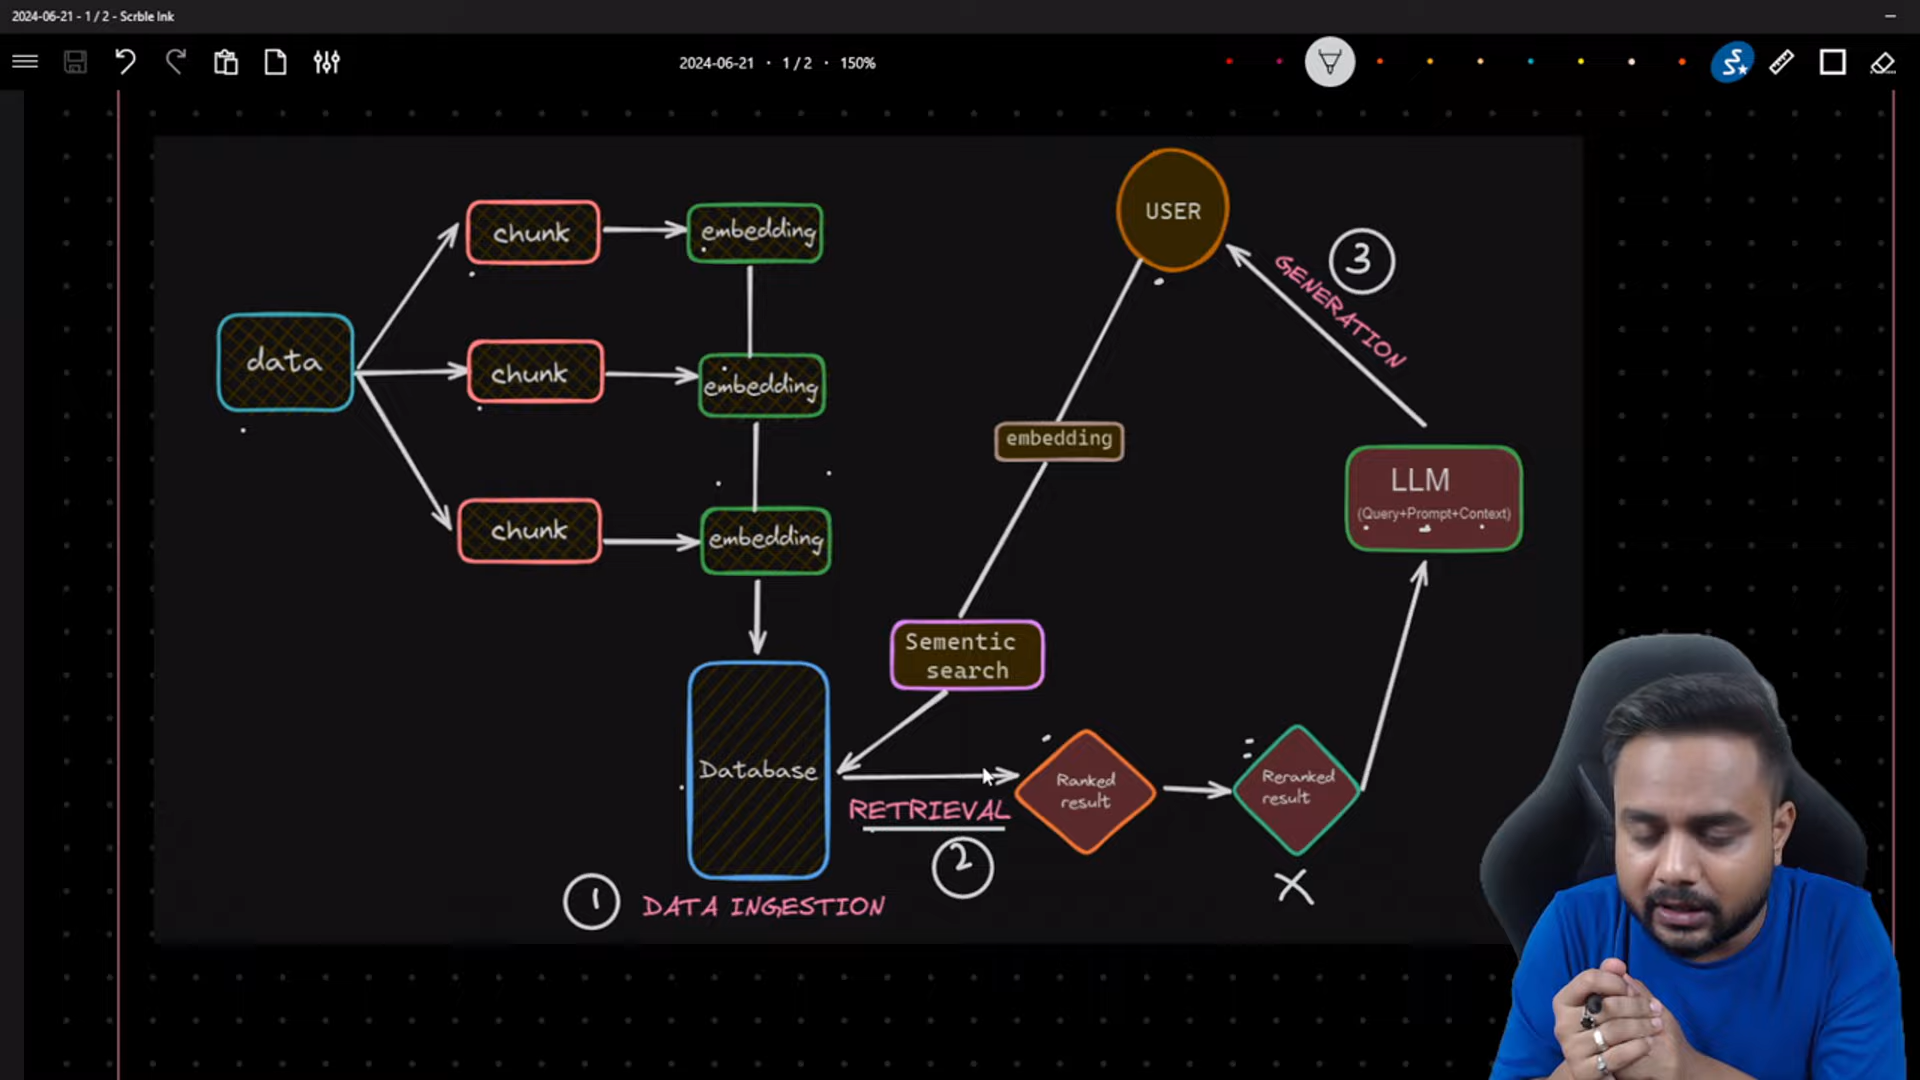 2024-06-21 - 1 / 2 - Scrble Ink
2024-06-21 • 1 / 2 • 150%
data
chunk
chunk
chunk
embedding
embedding
embedding
Database
1 DATA INGESTION
USER
embedding
Sementic
search
RETRIEVAL
2
Ranked
result
Reranked
result
X
LLM
(Query+Prompt+Context)
GENERATION
3